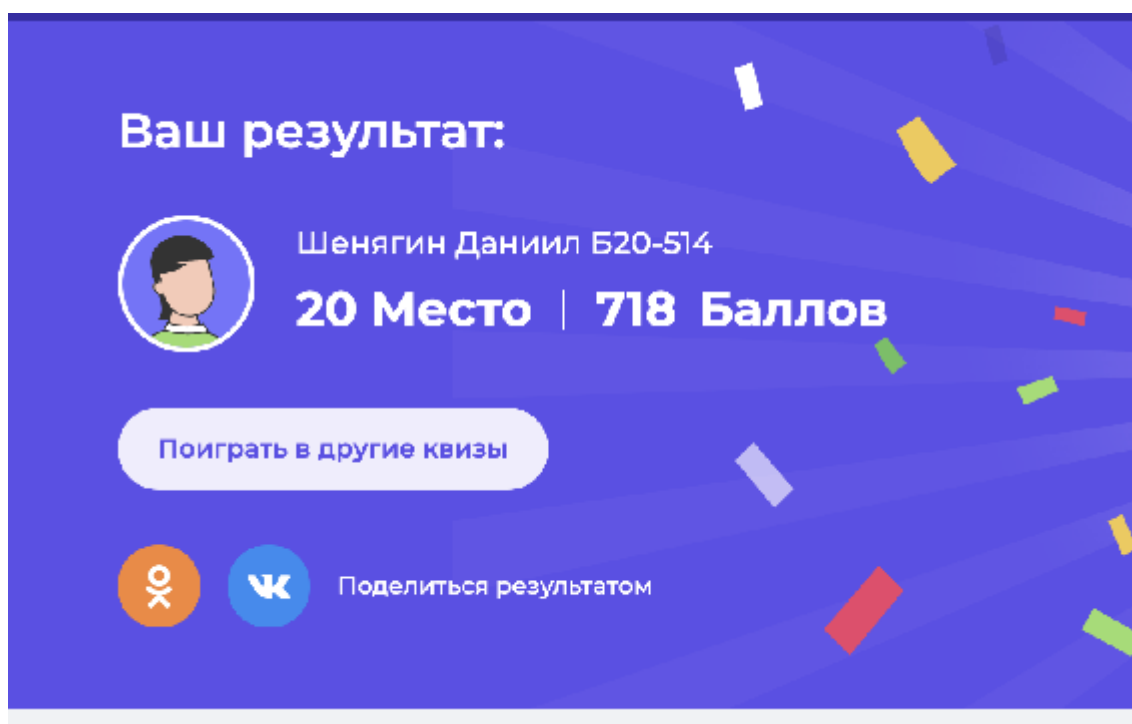 Ваш результат:
Шенягин Даниил Б20-514
20 Место | 718 Баллов
Поиграть в другие квизы
Поделиться результатом